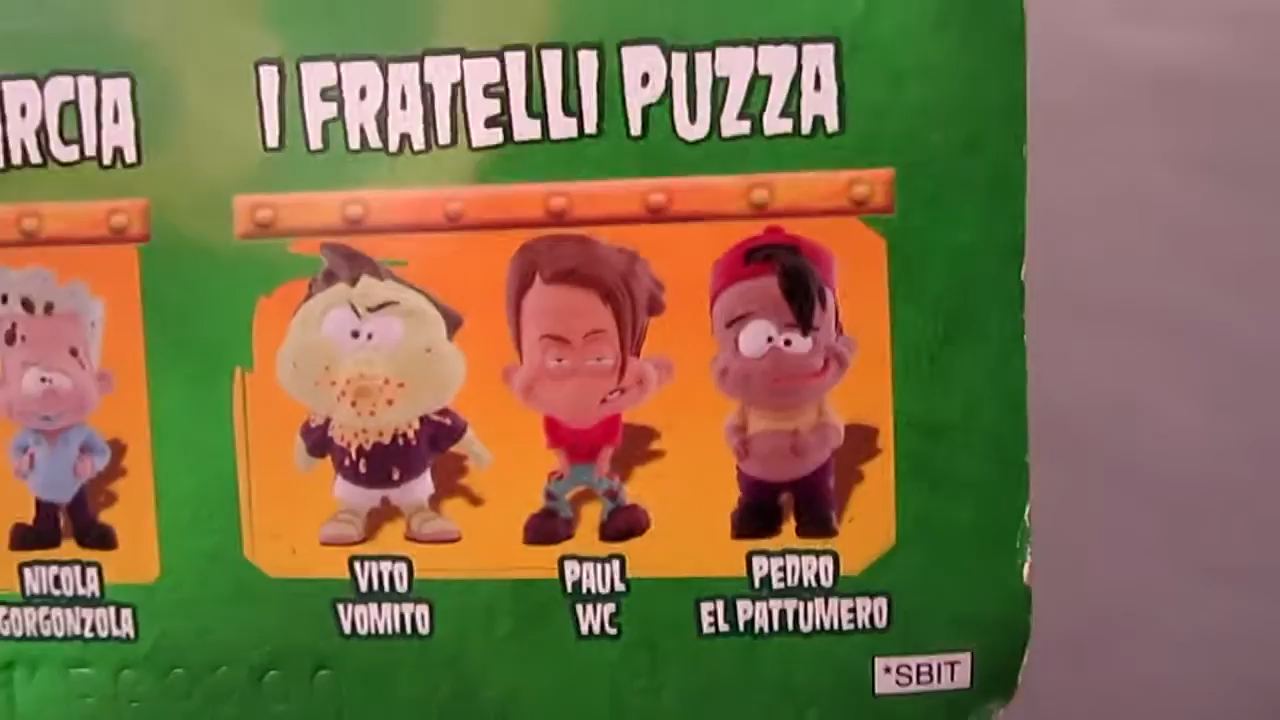 RCIA
I FRATELLI PUZZA
NICOLA
GORGONZOLA
VITO
VOMITO
PAUL
WC
PEDRO
EL PATTUMERO
*SBIT